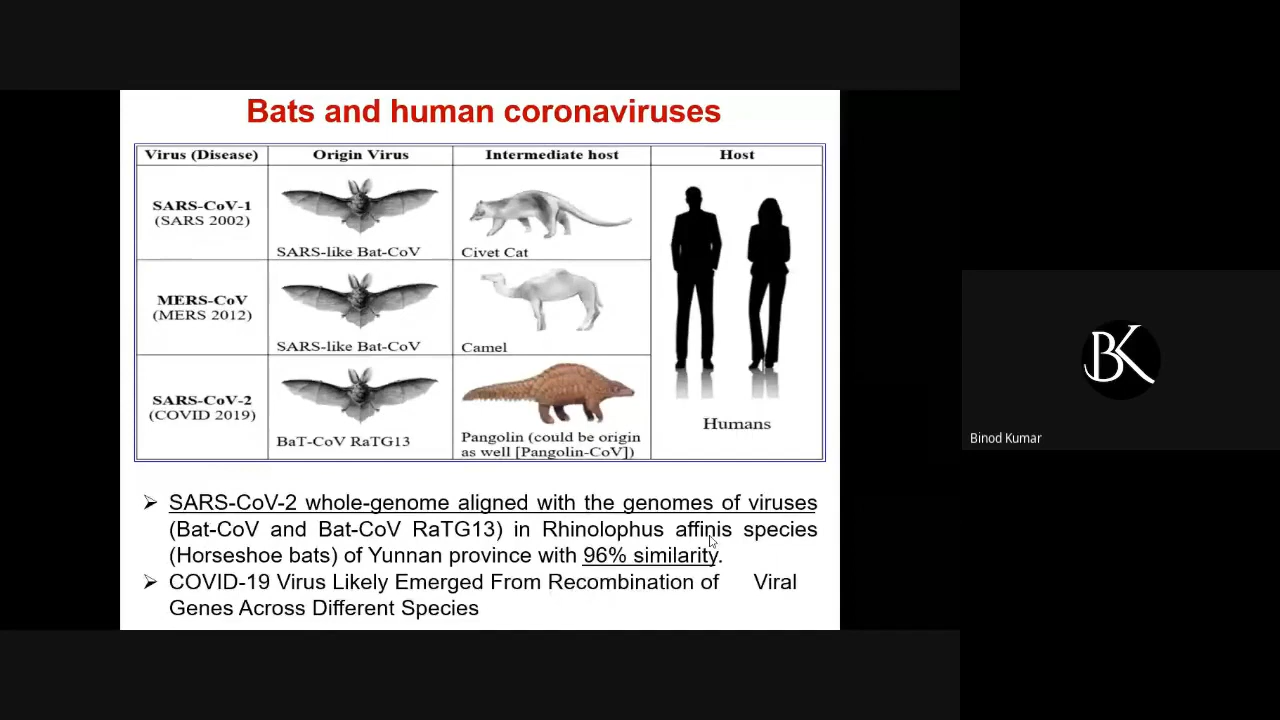 Bats and human coronaviruses
Virus (Disease) Origin Virus Intermediate host Host
SARS-CoV-1
(SARS 2002)
SARS-like Bat-CoV
Civet Cat
MERS-CoV
(MERS 2012)
SARS-like Bat-CoV
Camel
SARS-CoV-2
(COVID 2019)
BaT-CoV RaTG13
Pangolin (could be origin
as well [Pangolin-CoV])
Humans
➢ SARS-CoV-2 whole-genome aligned with the genomes of viruses
(Bat-CoV and Bat-CoV RaTG13) in Rhinolophus affinis species
(Horseshoe bats) of Yunnan province with 96% similarity.
➢ COVID-19 Virus Likely Emerged From Recombination of Viral
Genes Across Different Species
BK
Binod Kumar